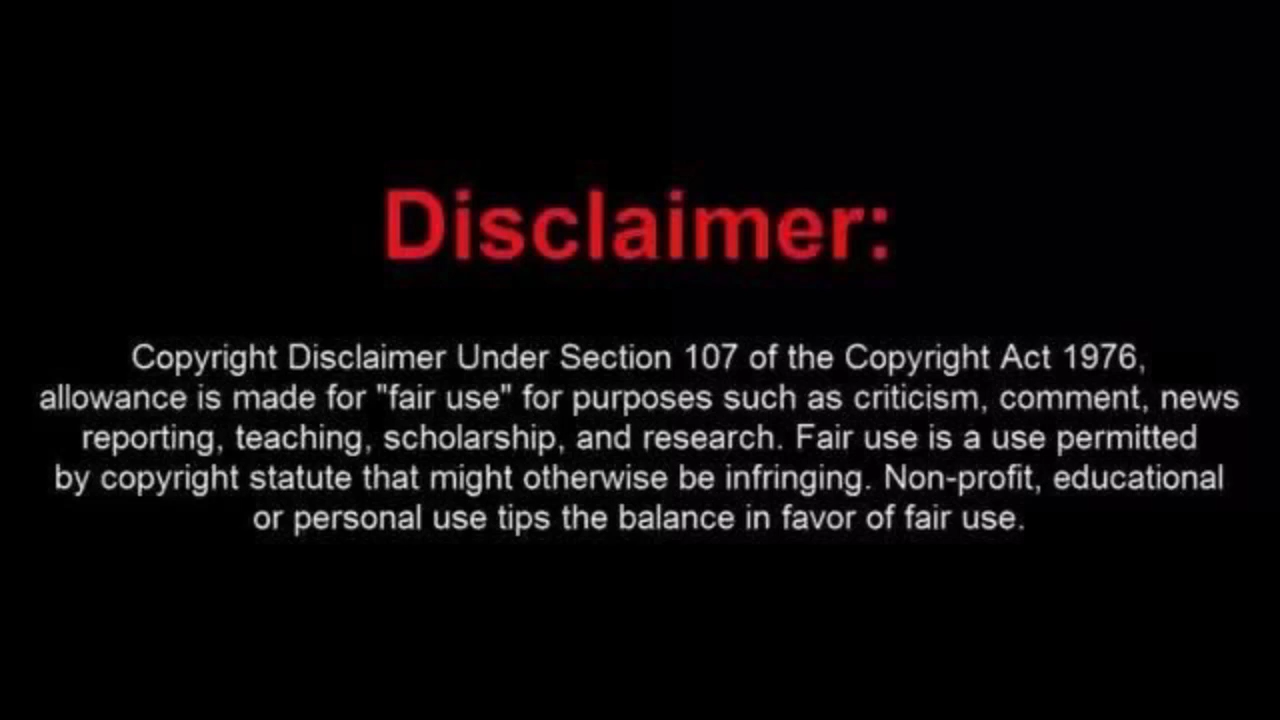 Disclaimer:
Copyright Disclaimer Under Section 107 of the Copyright Act 1976,
allowance is made for "fair use" for purposes such as criticism, comment, news
reporting, teaching, scholarship, and research. Fair use is a use permitted
by copyright statute that might otherwise be infringing. Non-profit, educational
or personal use tips the balance in favor of fair use.